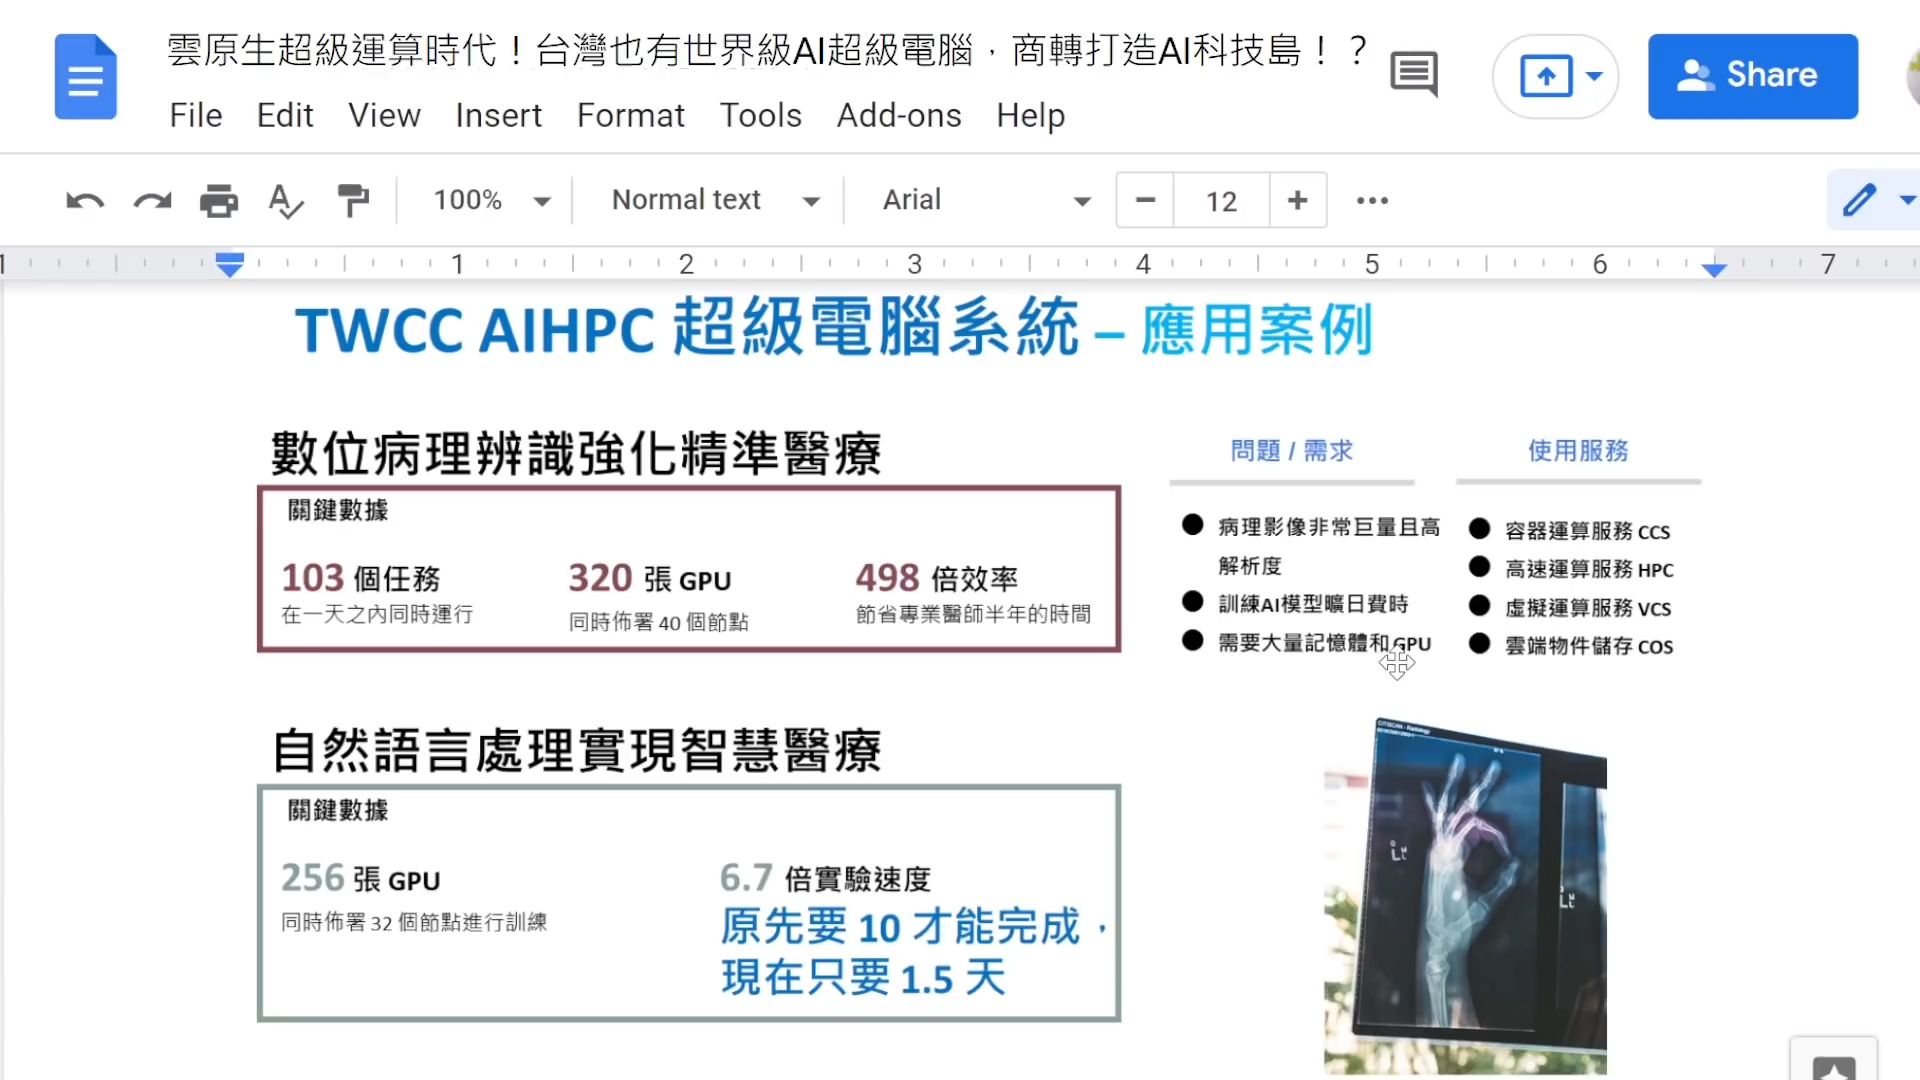 雲原生超級運算時代！台灣也有世界級AI超級電腦，商轉打造AI科技島！？
Share
File Edit View Insert Format Tools Add-ons Help
100% Normal text Arial 12
1 1 2 3 4 5 6 7
TWCC AIHPC 超級電腦系統 – 應用案例
數位病理辨識強化精準醫療
關鍵數據
103 個任務
在一天之內同時運行
320 張 GPU
同時佈署 40 個節點
498 倍效率
節省專業醫師半年的時間
問題 / 需求
病理影像非常巨量且高
解析度
訓練AI模型曠日費時
需要大量記憶體和GPU
使用服務
容器運算服務 CCS
高速運算服務 HPC
虛擬運算服務 VCS
雲端物件儲存 COS
自然語言處理實現智慧醫療
關鍵數據
256 張 GPU
同時佈署 32 個節點進行訓練
6.7 倍實驗速度
原先要 10 才能完成，
現在只要 1.5 天